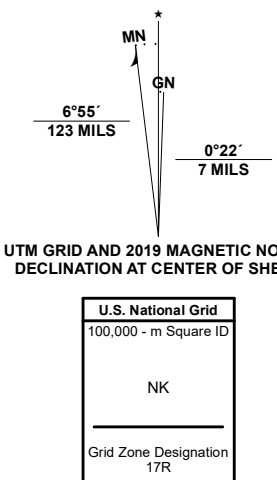 ★
MN
GN
6°55´
123 MILS
0°22´
7 MILS
UTM GRID AND 2019 MAGNETIC NO
DECLINATION AT CENTER OF SHE
U.S. National Grid
100,000 - m Square ID
NK
Grid Zone Designation
17R